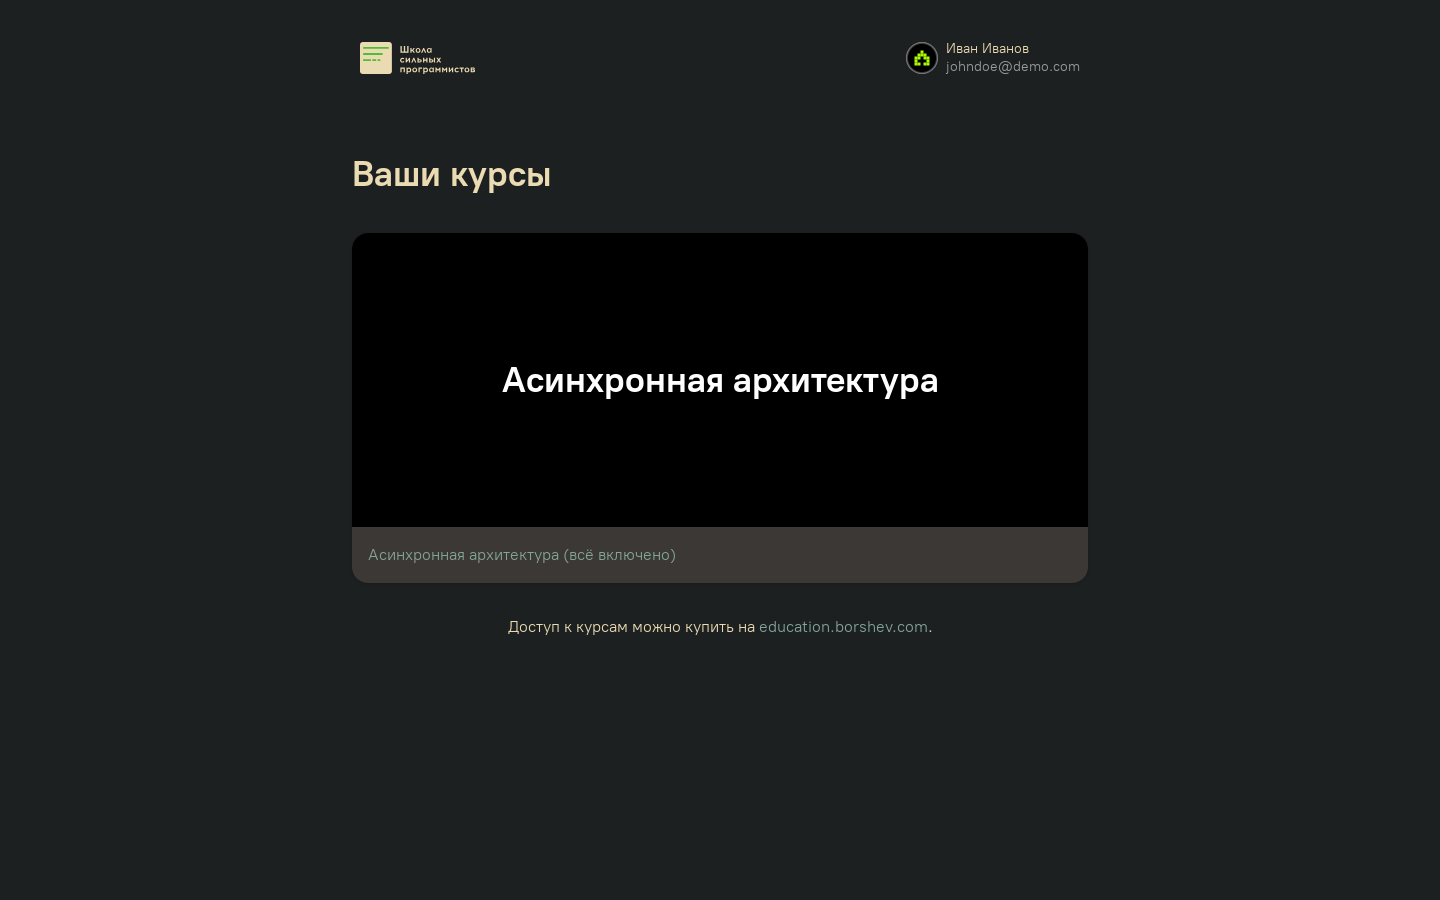 Школа
сильных
программистов
Иван Иванов
johndoe@demo.com
Ваши курсы
Асинхронная архитектура
Асинхронная архитектура (всё включено)
Доступ к курсам можно купить на education.borshev.com.